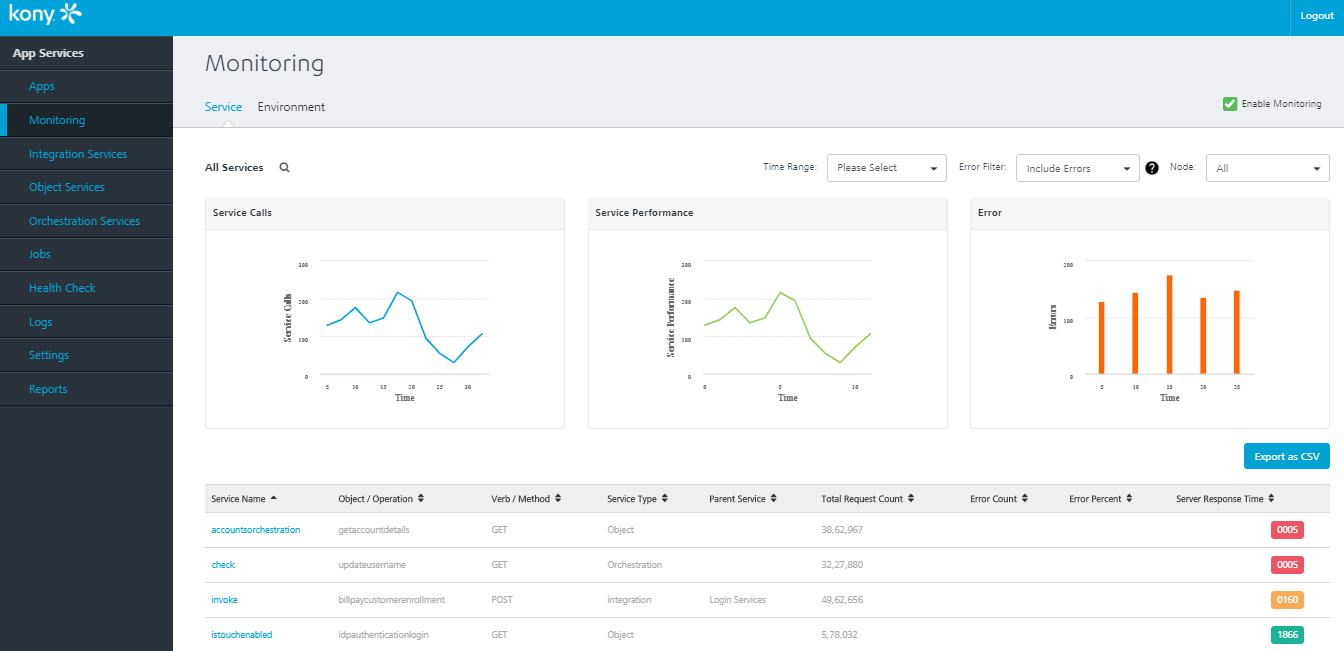 kony
Logout
App Services
Apps
Monitoring
Integration Services
Object Services
Orchestration Services
Jobs
Health Check
Logs
Settings
Reports
Monitoring
Service Environment
Enable Monitoring
All Services
Time Range: Please Select Error Filter: Include Errors ? Node: All
Service Calls
300
200
100
0
Service Calls
5 10 15 20 25 30
Time
Service Performance
300
200
100
0
Service Performance
0 5 10
Time
Error
200
100
0
Errors
5 10 15 20 25
Time
Export as CSV
Service Name Object / Operation Verb / Method Service Type Parent Service Total Request Count Error Count Error Percent Server Response Time
accountsorchestration getaccountdetails GET Object 38,62,967 0005
check updateusername GET Orchestration 32,27,880 0005
invoke billpaycustomerenrollment POST integration Login Services 49,62,656 0160
istouchenabled idpauthenticationlogin GET Object 5,78,032 1866